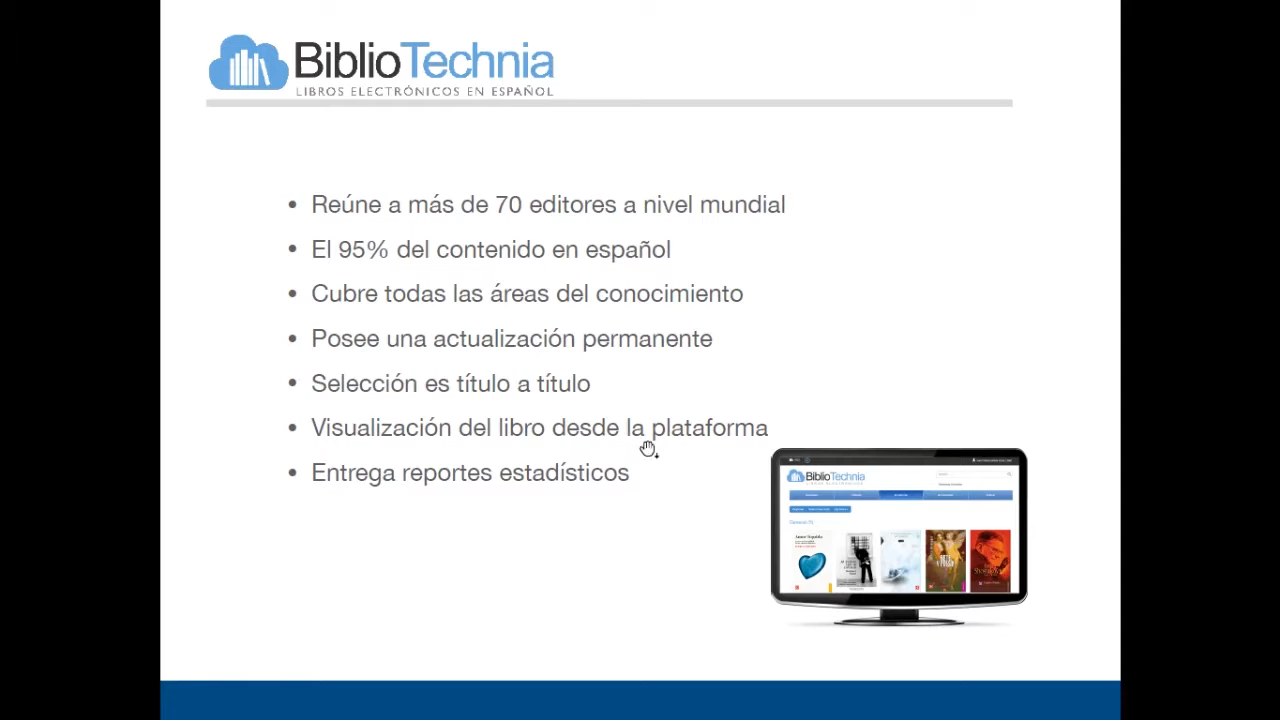 BiblioTechnia
LIBROS ELECTRÓNICOS EN ESPAÑOL
• Reúne a más de 70 editores a nivel mundial
• El 95% del contenido en español
• Cubre todas las áreas del conocimiento
• Posee una actualización permanente
• Selección es título a título
• Visualización del libro desde la plataforma
• Entrega reportes estadísticos
BiblioTechnia